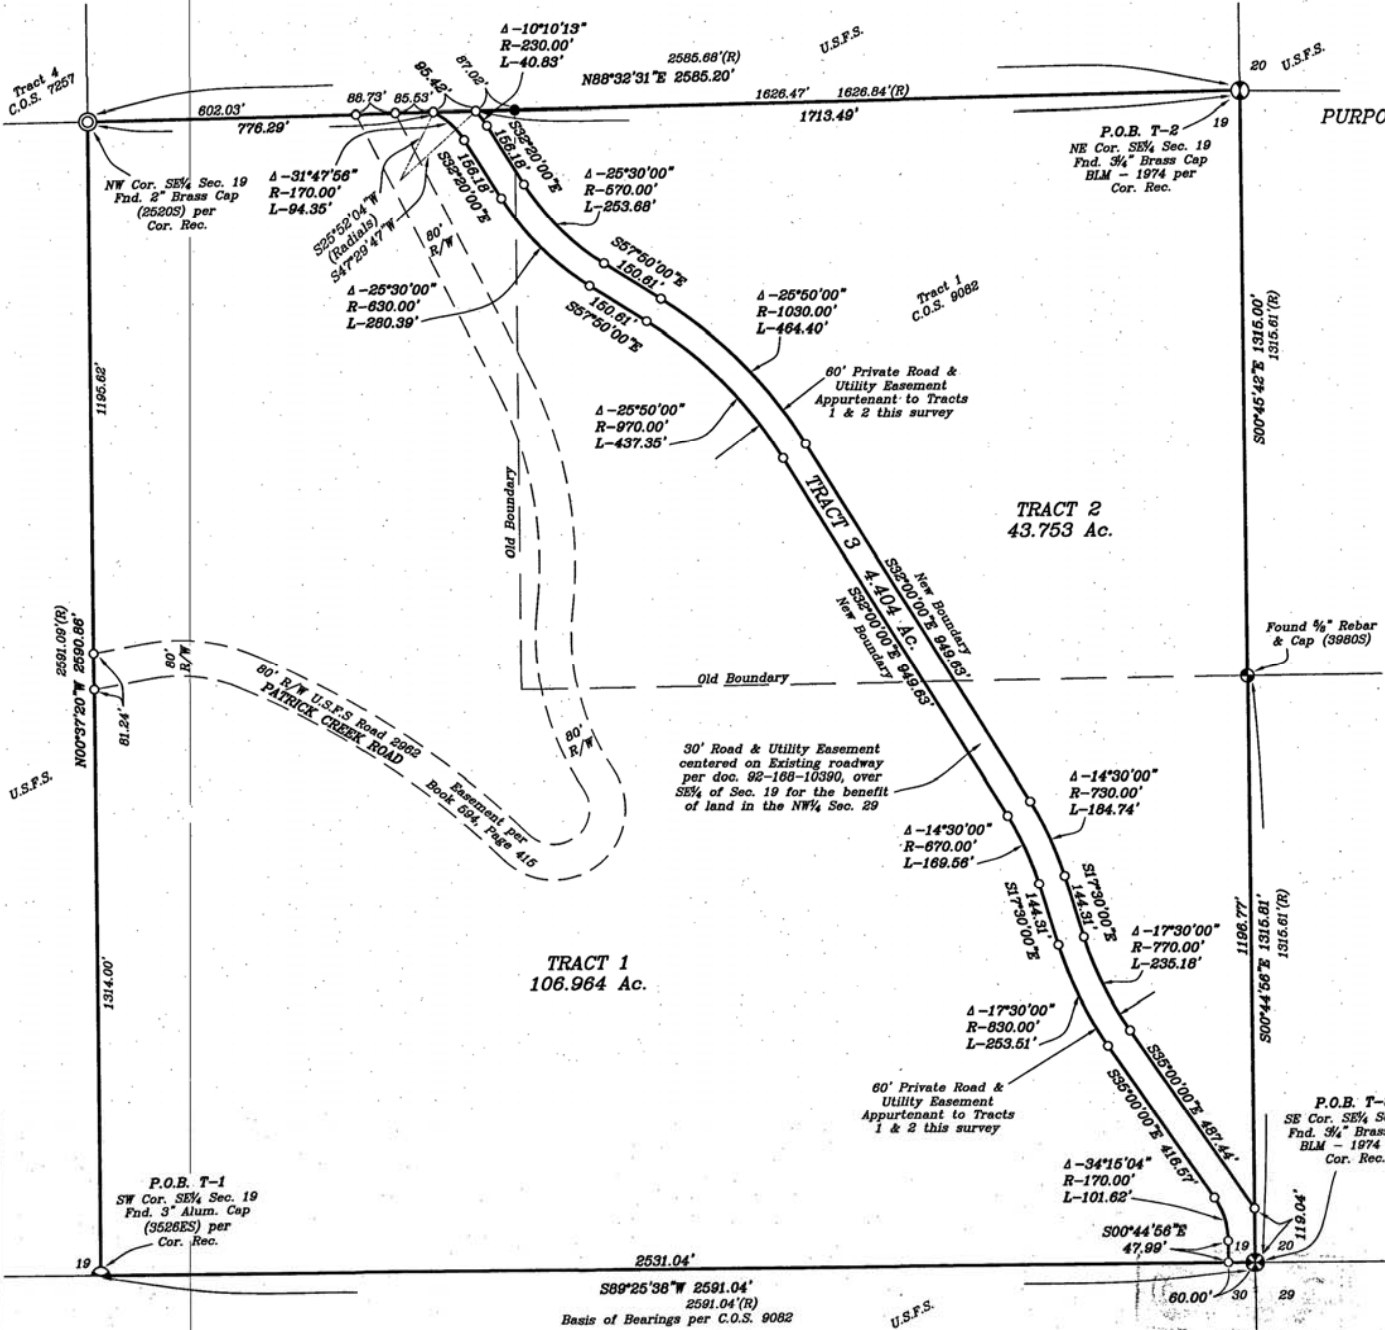 Δ-10°10'13"
R-230.00'
L-40.83'
2585.68'(R)
N88°32'31"E 2585.20'
U.S.F.S.
20
U.S.F.S.
Tract 4
C.O.S. 7257
602.03'
776.29'
88.73'
85.53'
95.42'
87.02'
1626.47'
1626.84'(R)
1713.49'
19
PURPO
P.O.B. T-2
NE Cor. SE¼ Sec. 19
Fnd. 3¼" Brass Cap
BLM - 1974 per
Cor. Rec.
NW Cor. SE¼ Sec. 19
Fnd. 2" Brass Cap
(2520S) per
Cor. Rec.
Δ-31°47'56"
R-170.00'
L-94.35'
S25°52'04"W
(Radials)
S47°29'47"W
156.18'
S32°20'00"E
156.18'
S32°20'00"E
Δ-25°30'00"
R-570.00'
L-253.68'
80'
R/W
Δ-25°30'00"
R-630.00'
L-280.39'
S57°50'00"E
150.61'
150.61'
S57°50'00"E
Δ-25°50'00"
R-1030.00'
L-464.40'
Tract 1
C.O.S. 9082
S00°45'42"E 1315.00'
1315.61'(R)
1195.62'
60' Private Road &
Utility Easement
Appurtenant to Tracts
1 & 2 this survey
Δ-25°50'00"
R-970.00'
L-437.35'
Old Boundary
TRACT 3 4.404 Ac.
TRACT 2
43.753 Ac.
New Boundary
S32°00'00"E 949.63'
S32°00'00"E 949.63'
New Boundary
Found ⅝" Rebar
& Cap (3980S)
2591.09'(R)
N00°37'20"W 2590.86'
81.24'
80'
R/W
80' R/W U.S.F.S Road 2962
PATRICK CREEK ROAD
Easement per
Book 594, Page 415
Old Boundary
80'
R/W
U.S.F.S.
30' Road & Utility Easement
centered on Existing roadway
per doc. 92-168-10390, over
SE¼ of Sec. 19 for the benefit
of land in the NW¼ Sec. 29
Δ-14°30'00"
R-730.00'
L-184.74'
Δ-14°30'00"
R-670.00'
L-169.56'
S17°30'00"E
144.31'
144.31'
S17°30'00"E
1196.77'
S00°44'56"E 1315.81'
1315.61'(R)
Δ-17°30'00"
R-770.00'
L-235.18'
TRACT 1
106.964 Ac.
1314.00'
Δ-17°30'00"
R-830.00'
L-253.51'
60' Private Road &
Utility Easement
Appurtenant to Tracts
1 & 2 this survey
S35°00'00"E 487.44'
S35°00'00"E 416.57'
P.O.B. T-
SE Cor. SE¼ S
Fnd. 3¼" Bras
BLM - 1974
Cor. Rec.
Δ-34°15'04"
R-170.00'
L-101.62'
P.O.B. T-1
SW Cor. SE¼ Sec. 19
Fnd. 3" Alum. Cap
(3526ES) per
Cor. Rec.
S00°44'56"E
47.99'
119.04'
19
19
20
2531.04'
S89°25'38"W 2591.04'
2591.04'(R)
Basis of Bearings per C.O.S. 9082
60.00'
30
29
U.S.F.S.